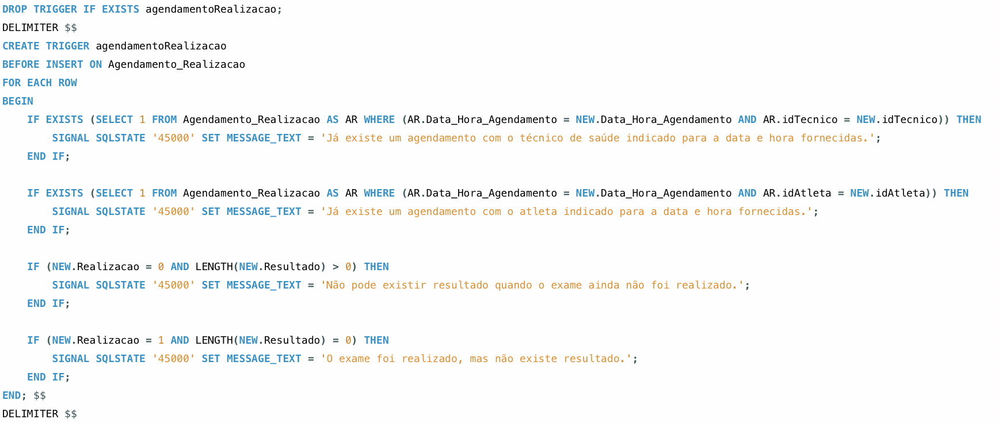 DROP TRIGGER IF EXISTS agendamentoRealizacao;
DELIMITER $$
CREATE TRIGGER agendamentoRealizacao
BEFORE INSERT ON Agendamento_Realizacao
FOR EACH ROW
BEGIN
    IF EXISTS (SELECT 1 FROM Agendamento_Realizacao AS AR WHERE (AR.Data_Hora_Agendamento = NEW.Data_Hora_Agendamento AND AR.idTecnico = NEW.idTecnico)) THEN
        SIGNAL SQLSTATE '45000' SET MESSAGE_TEXT = 'Já existe um agendamento com o técnico de saúde indicado para a data e hora fornecidas.';
    END IF;

    IF EXISTS (SELECT 1 FROM Agendamento_Realizacao AS AR WHERE (AR.Data_Hora_Agendamento = NEW.Data_Hora_Agendamento AND AR.idAtleta = NEW.idAtleta)) THEN
        SIGNAL SQLSTATE '45000' SET MESSAGE_TEXT = 'Já existe um agendamento com o atleta indicado para a data e hora fornecidas.';
    END IF;

    IF (NEW.Realizacao = 0 AND LENGTH(NEW.Resultado) > 0) THEN
        SIGNAL SQLSTATE '45000' SET MESSAGE_TEXT = 'Não pode existir resultado quando o exame ainda não foi realizado.';
    END IF;

    IF (NEW.Realizacao = 1 AND LENGTH(NEW.Resultado) = 0) THEN
        SIGNAL SQLSTATE '45000' SET MESSAGE_TEXT = 'O exame foi realizado, mas não existe resultado.';
    END IF;
END; $$
DELIMITER $$